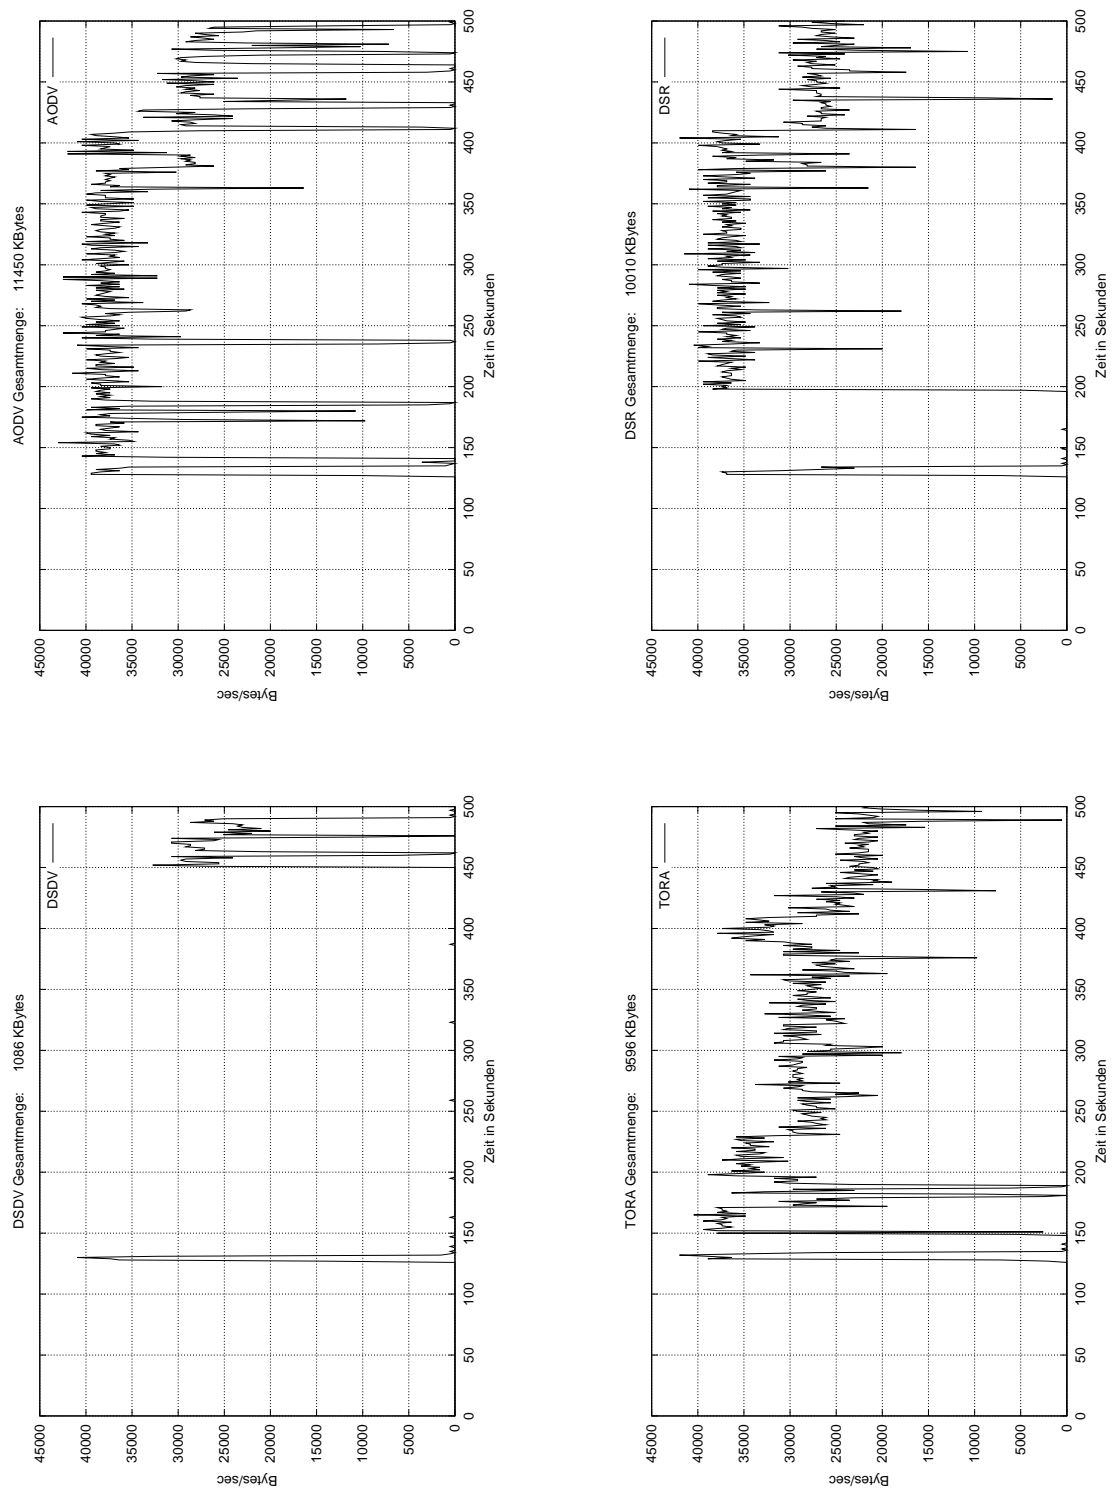 DSDV Gesamtmenge: 1086 KBytes
45000
40000
35000
30000
25000
20000
15000
10000
5000
0
Bytes/sec
DSDV
0 50 100 150 200 250 300 350 400 450 500
Zeit in Sekunden
AODV Gesamtmenge: 11450 KBytes
45000
40000
35000
30000
25000
20000
15000
10000
5000
0
Bytes/sec
AODV
0 50 100 150 200 250 300 350 400 450 500
Zeit in Sekunden
TORA Gesamtmenge: 9596 KBytes
45000
40000
35000
30000
25000
20000
15000
10000
5000
0
Bytes/sec
TORA
0 50 100 150 200 250 300 350 400 450 500
Zeit in Sekunden
DSR Gesamtmenge: 10010 KBytes
45000
40000
35000
30000
25000
20000
15000
10000
5000
0
Bytes/sec
DSR
0 50 100 150 200 250 300 350 400 450 500
Zeit in Sekunden